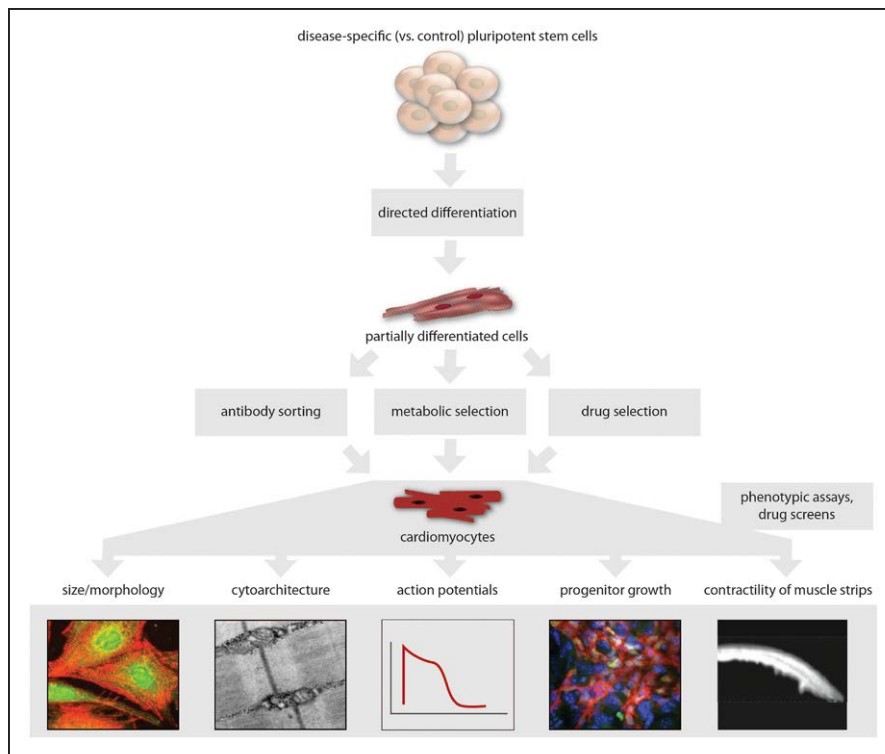 disease-specific (vs. control) pluripotent stem cells
directed differentiation
partially differentiated cells
antibody sorting
metabolic selection
drug selection
phenotypic assays,
drug screens
cardiomyocytes
size/morphology
cytoarchitecture
action potentials
progenitor growth
contractility of muscle strips